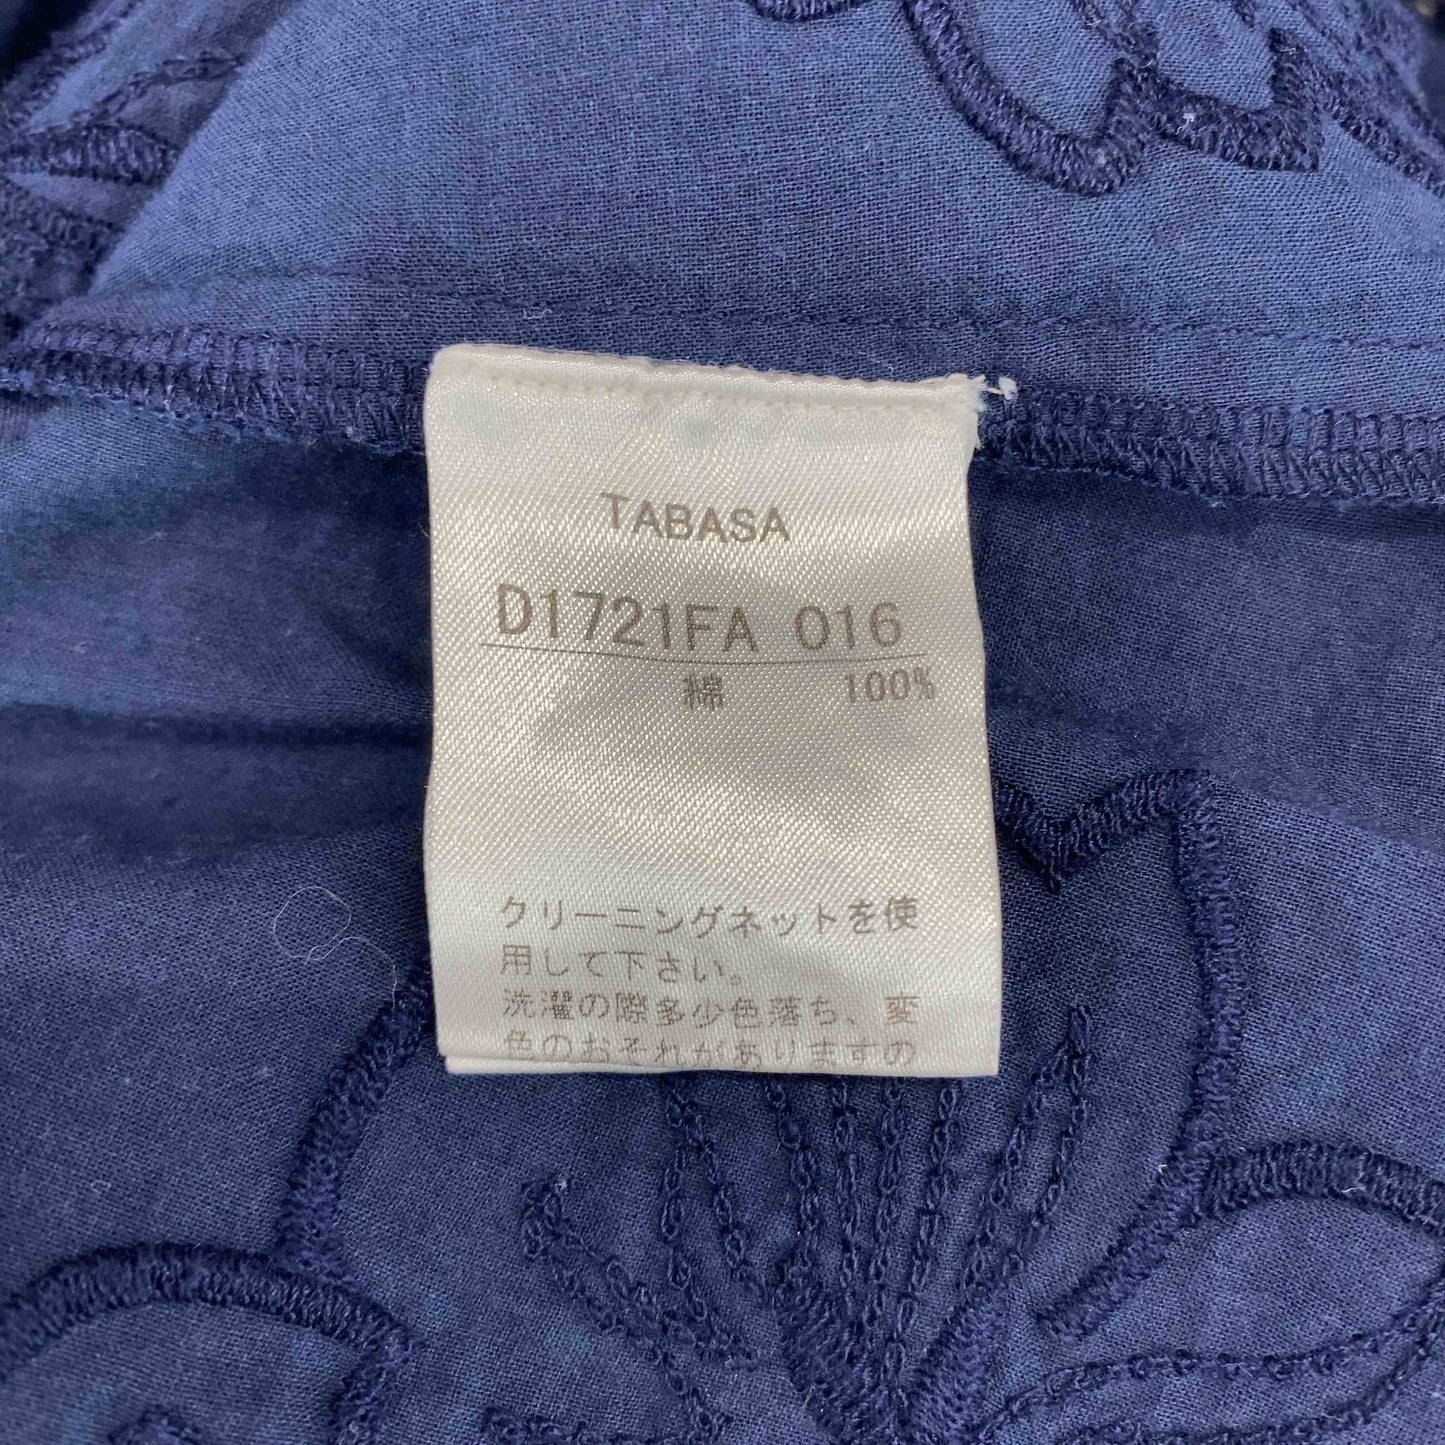 TABASA
D1721FA 016
綿 100%
クリーニングネットを使
用して下さい。
洗濯の際多少色落ち、変
色のおそれがありますの